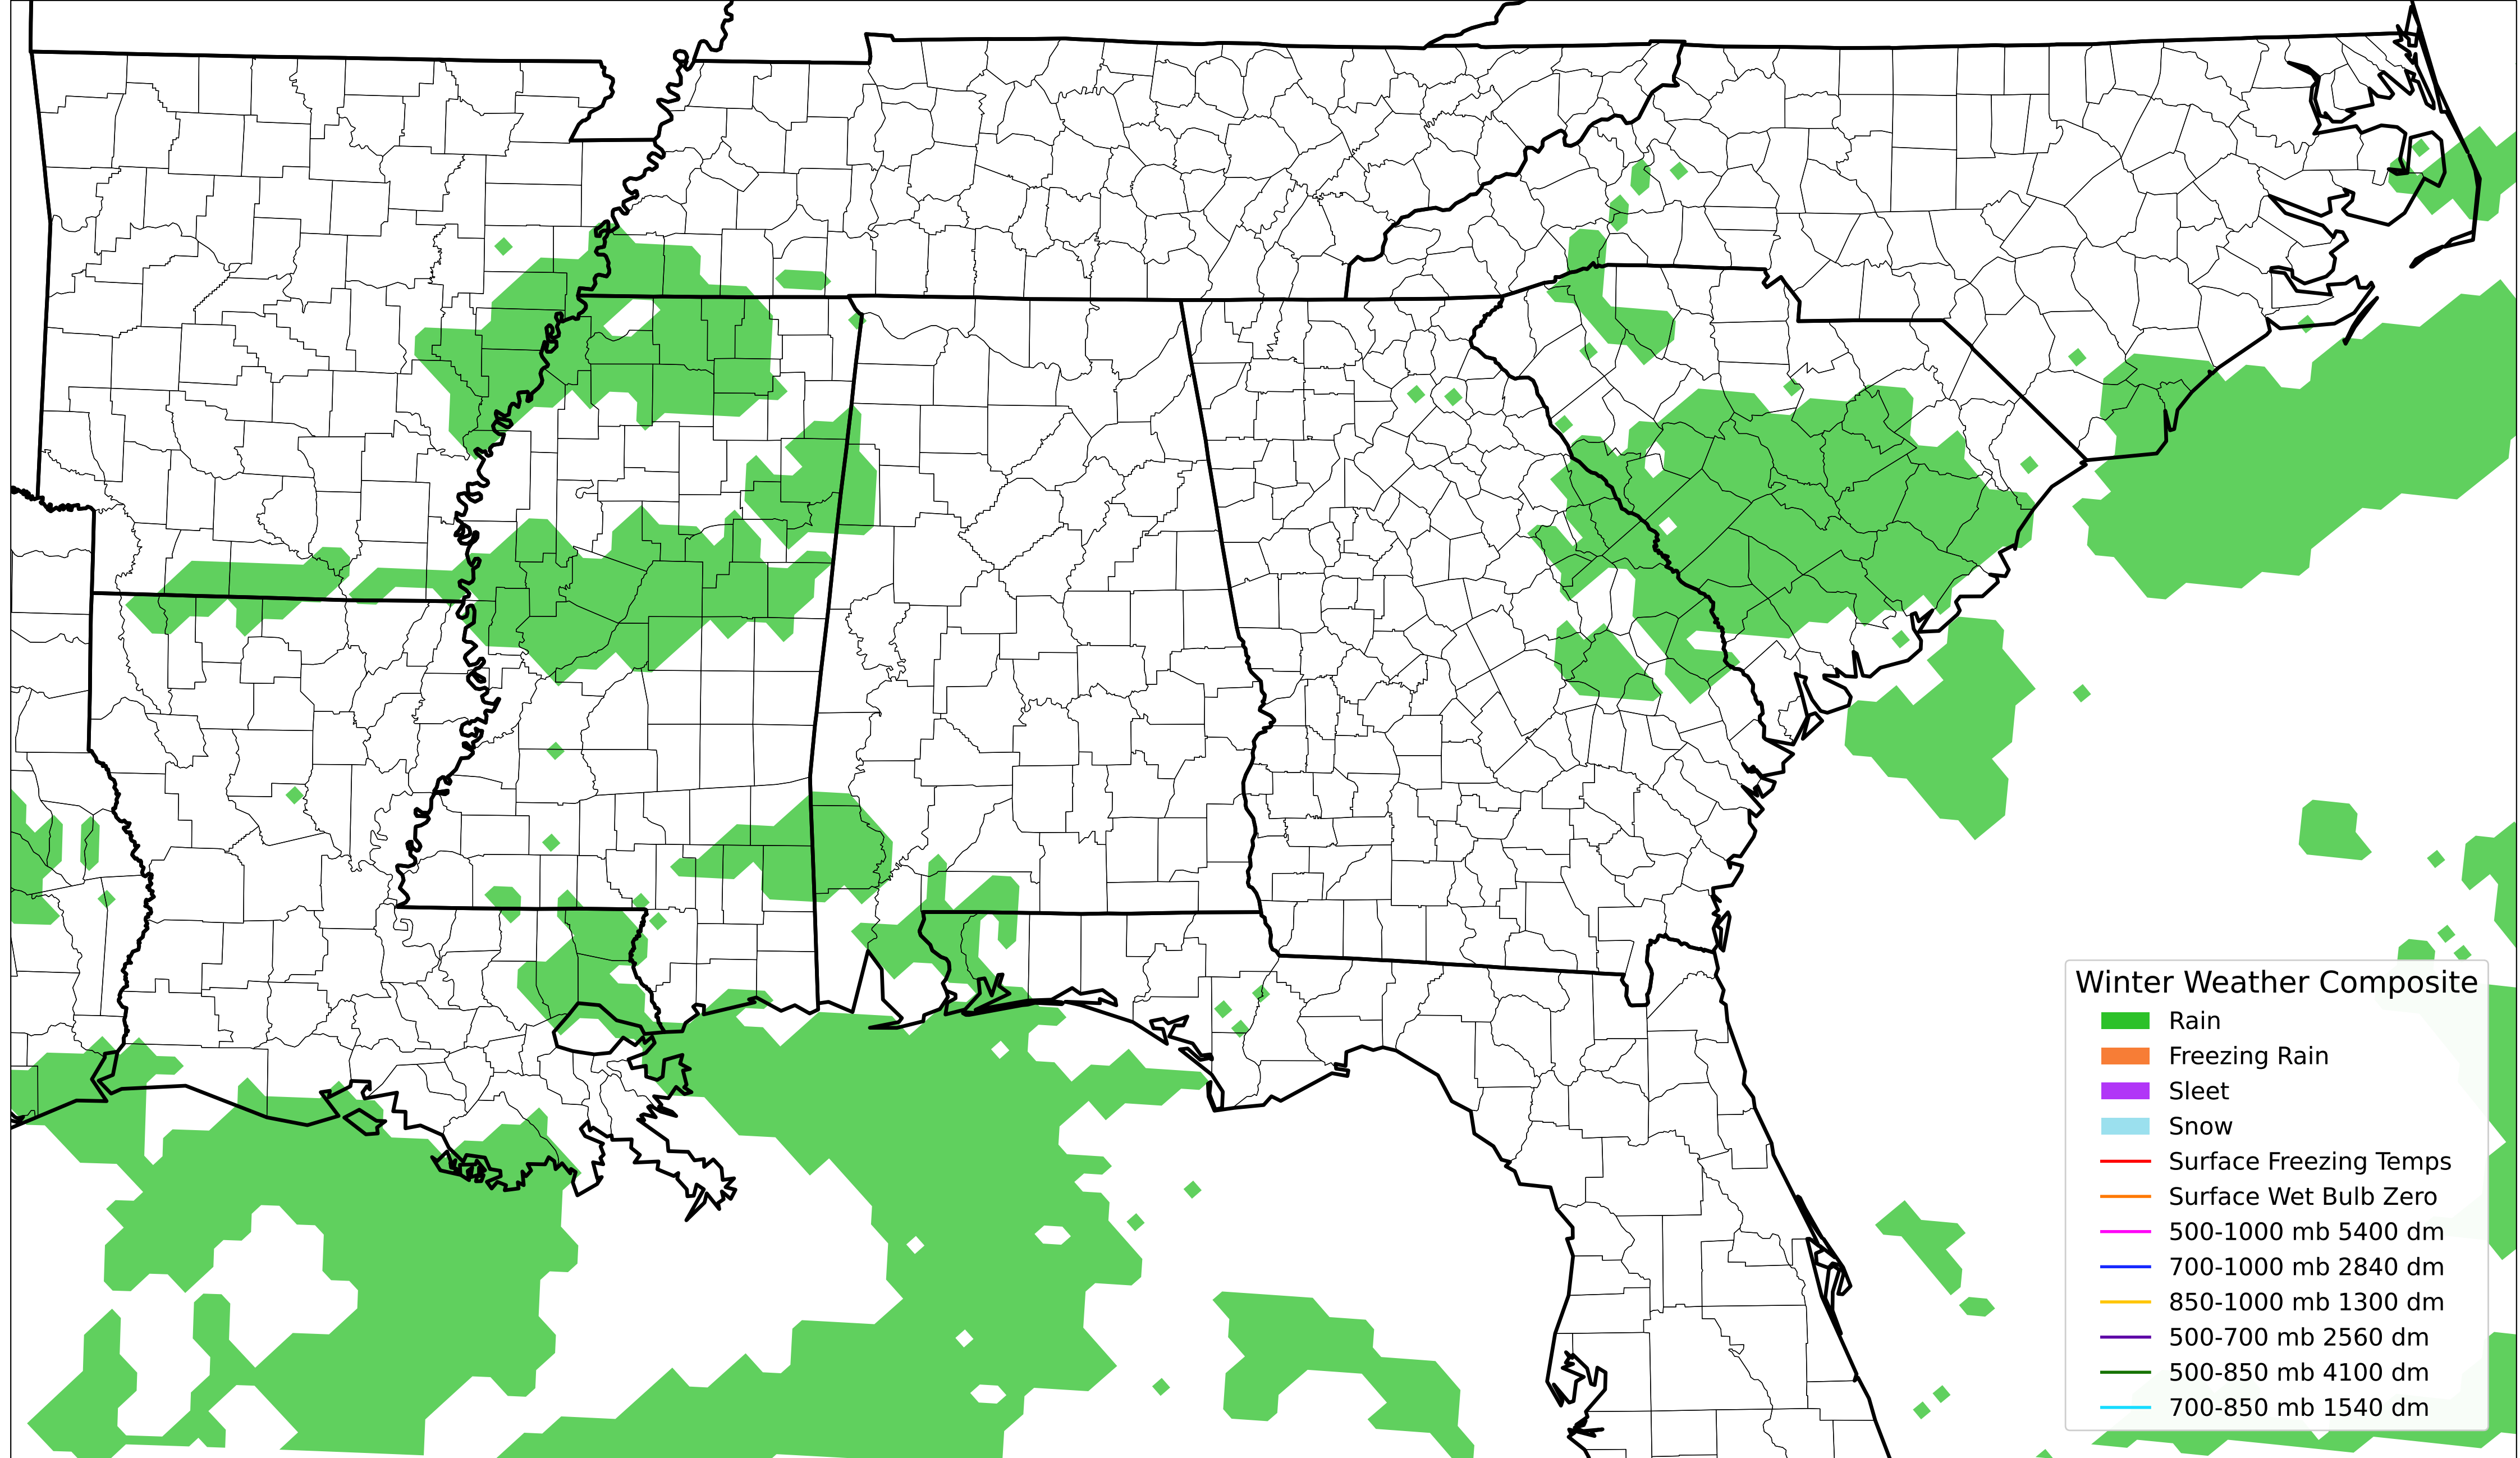 Winter Weather Composite
Rain
Freezing Rain
Sleet
Snow
Surface Freezing Temps
Surface Wet Bulb Zero
500-1000 mb 5400 dm
700-1000 mb 2840 dm
850-1000 mb 1300 dm
500-700 mb 2560 dm
500-850 mb 4100 dm
700-850 mb 1540 dm